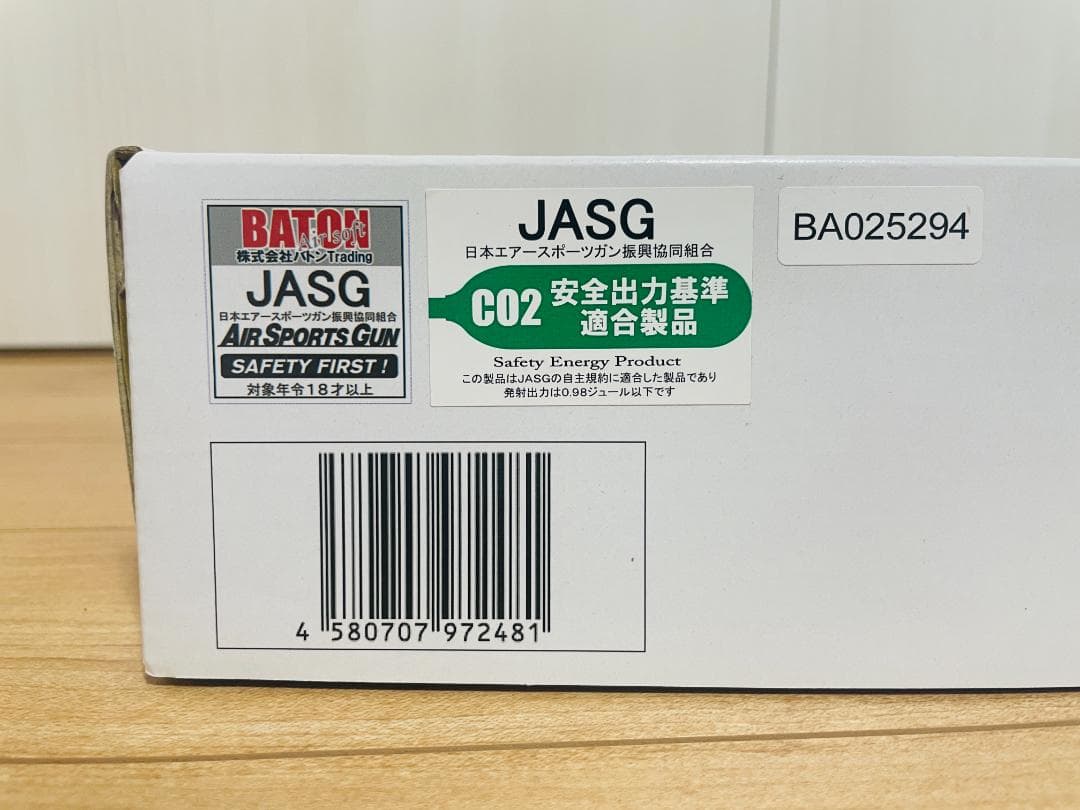 BATON
Air soft
株式会社バトンTrading
JASG
日本エアースポーツガン振興協同組合
AIR SPORTS GUN
SAFETY FIRST!
対象年令18才以上
JASG
日本エアースポーツガン振興協同組合
CO2 安全出力基準
適合製品
Safety Energy Product
この製品はJASGの自主規約に適合した製品であり
発射出力は0.98ジュール以下です
BA025294
4 580707 972481